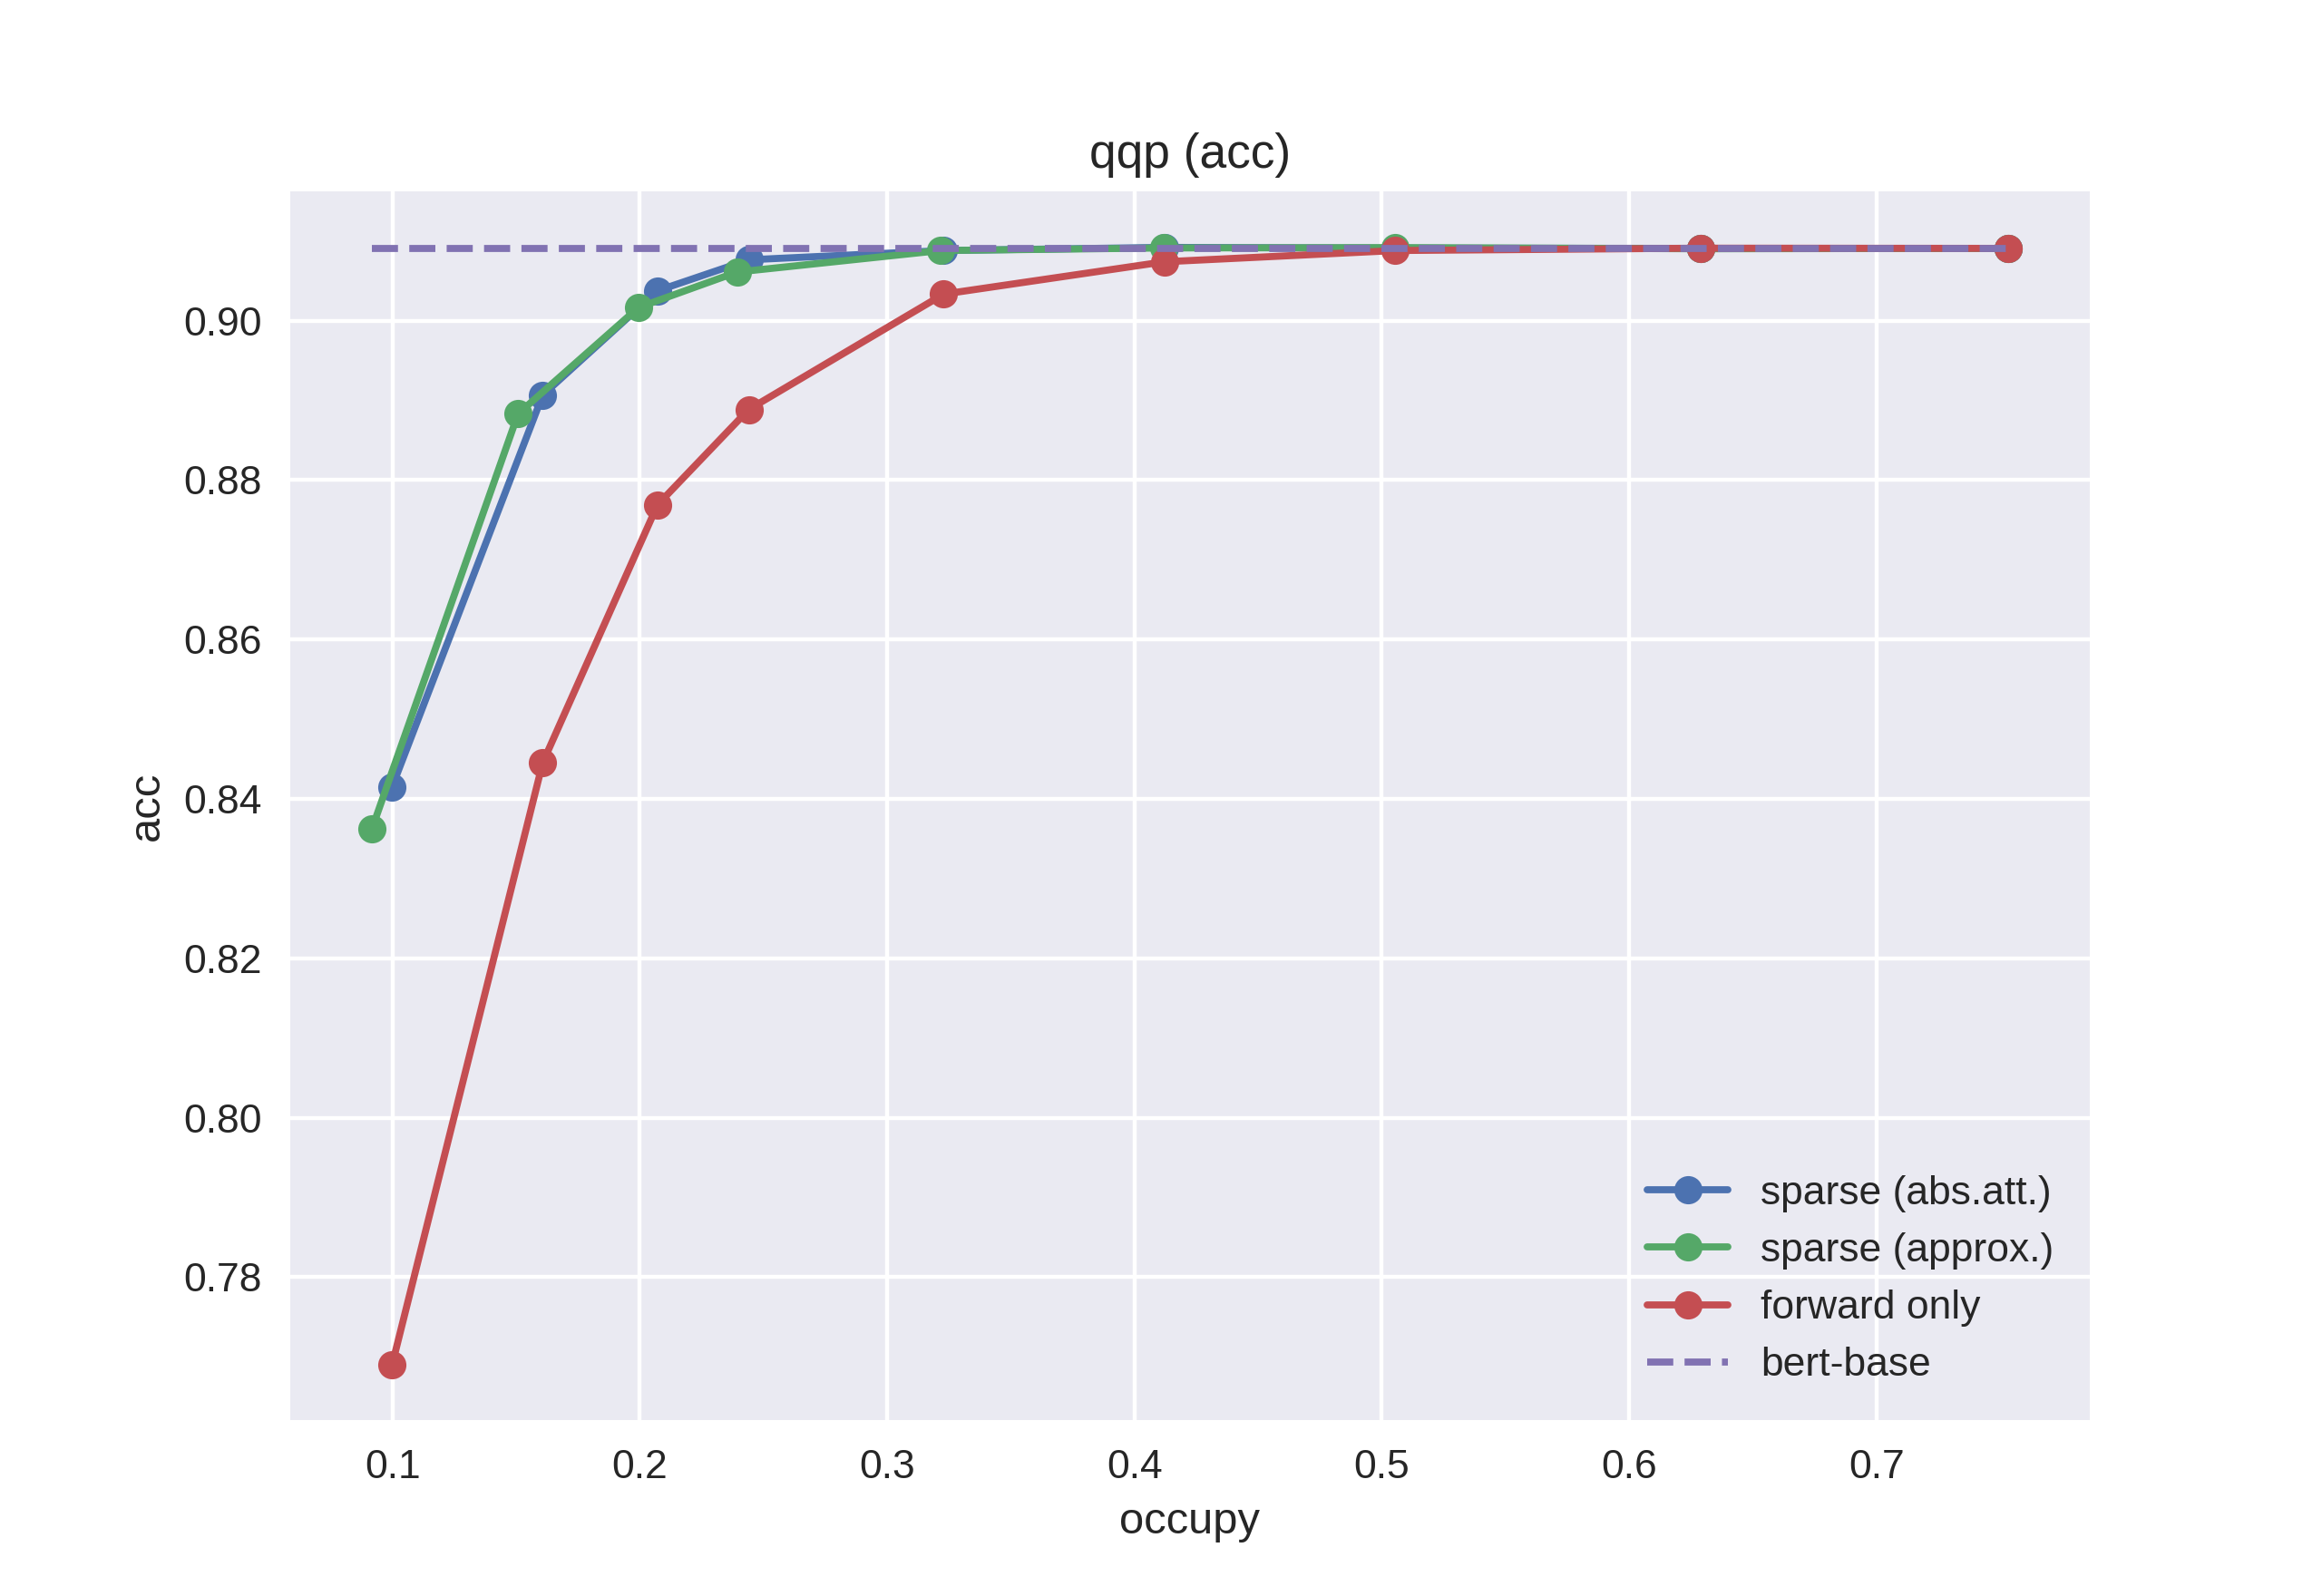 qqp (acc)
acc
0.90
0.88
0.86
0.84
0.82
0.80
0.78
sparse (abs.att.)
sparse (approx.)
forward only
bert-base
0.1 0.2 0.3 0.4 0.5 0.6 0.7
occupy